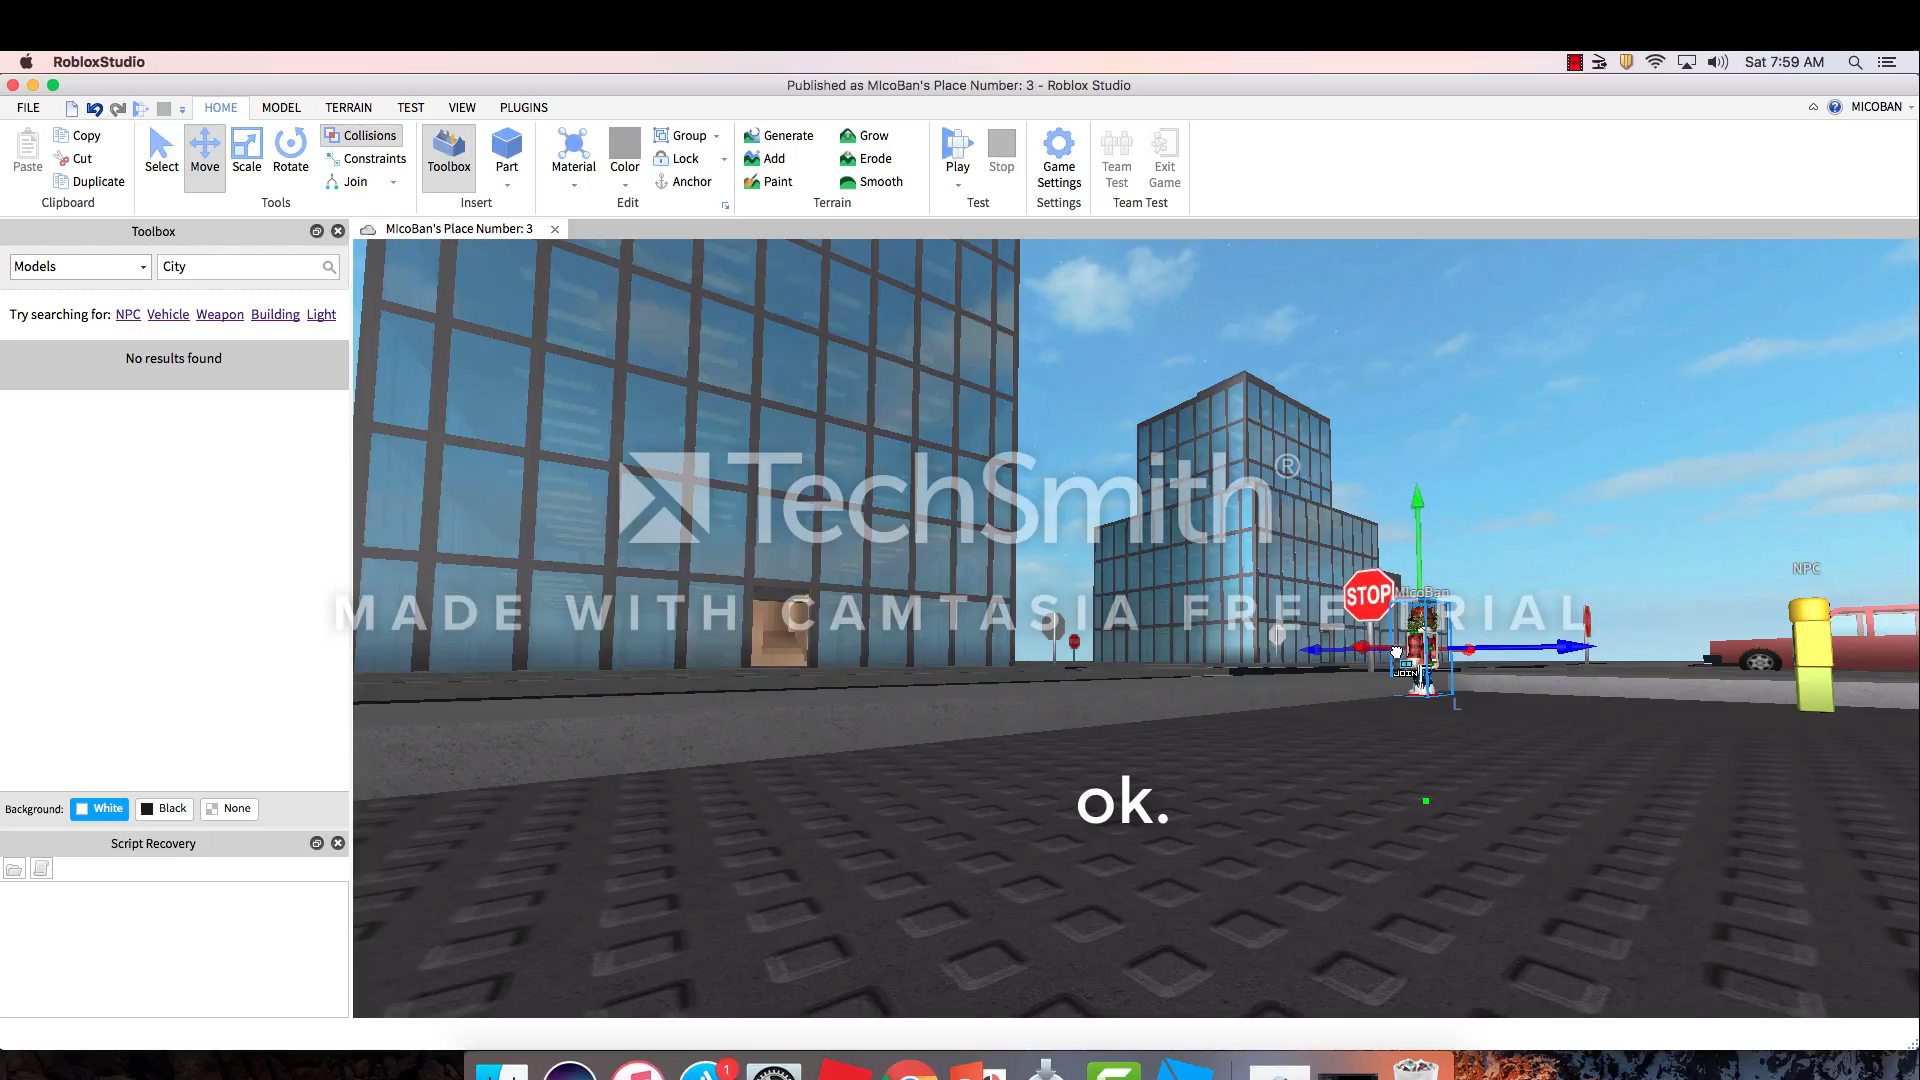 RobloxStudio
Sat 7:59 AM
Published as MIcoBan's Place Number: 3 - Roblox Studio
FILE HOME MODEL TERRAIN TEST VIEW PLUGINS MICOBAN
Paste Copy Cut Duplicate
Select Move Scale Rotate Collisions Constraints Join
Toolbox Part
Material Color Group Lock Anchor
Generate Add Paint Grow Erode Smooth
Play Stop
Game Settings
Team Test Exit Game
Clipboard Tools Insert Edit Terrain Test Settings Team Test
Toolbox
MIcoBan's Place Number: 3
Models City
Try searching for: NPC Vehicle Weapon Building Light
No results found
TechSmith®
MADE WITH CAMTASIA FREE TRIAL
NPC
STOP
MIcoBan
JOIN
ok.
Background: White Black None
Script Recovery
1